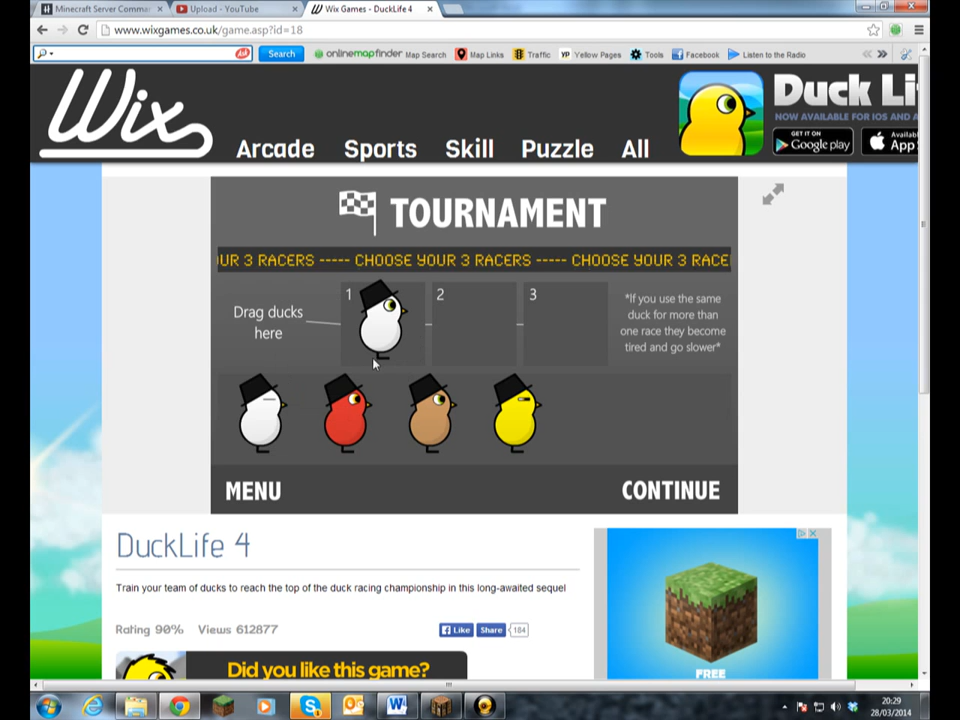 Minecraft Server Comma
Upload - YouTube
Wix Games - DuckLife 4
www.wixgames.co.uk/game.asp?id=18
Ask
Search
onlinemapfinder
Map Search
Map Links
Traffic
YP
Yellow Pages
Tools
Facebook
Listen to the Radio
Wix
Arcade
Sports
Skill
Puzzle
All
Duck Li
NOW AVAILABLE FOR IOS AND A
GET IT ON
Google play
Availabl
App
TOURNAMENT
OUR 3 RACERS ----- CHOOSE YOUR 3 RACERS ----- CHOOSE YOUR 3 RACE
Drag ducks
here
1
2
3
*If you use the same
duck for more than
one race they become
tired and go slower*
MENU
CONTINUE
DuckLife 4
Train your team of ducks to reach the top of the duck racing championship in this long-awaited sequel
Rating 90%
Views 612877
Like
Share
184
Did you like this game?
FREE
20:29
28/03/2014